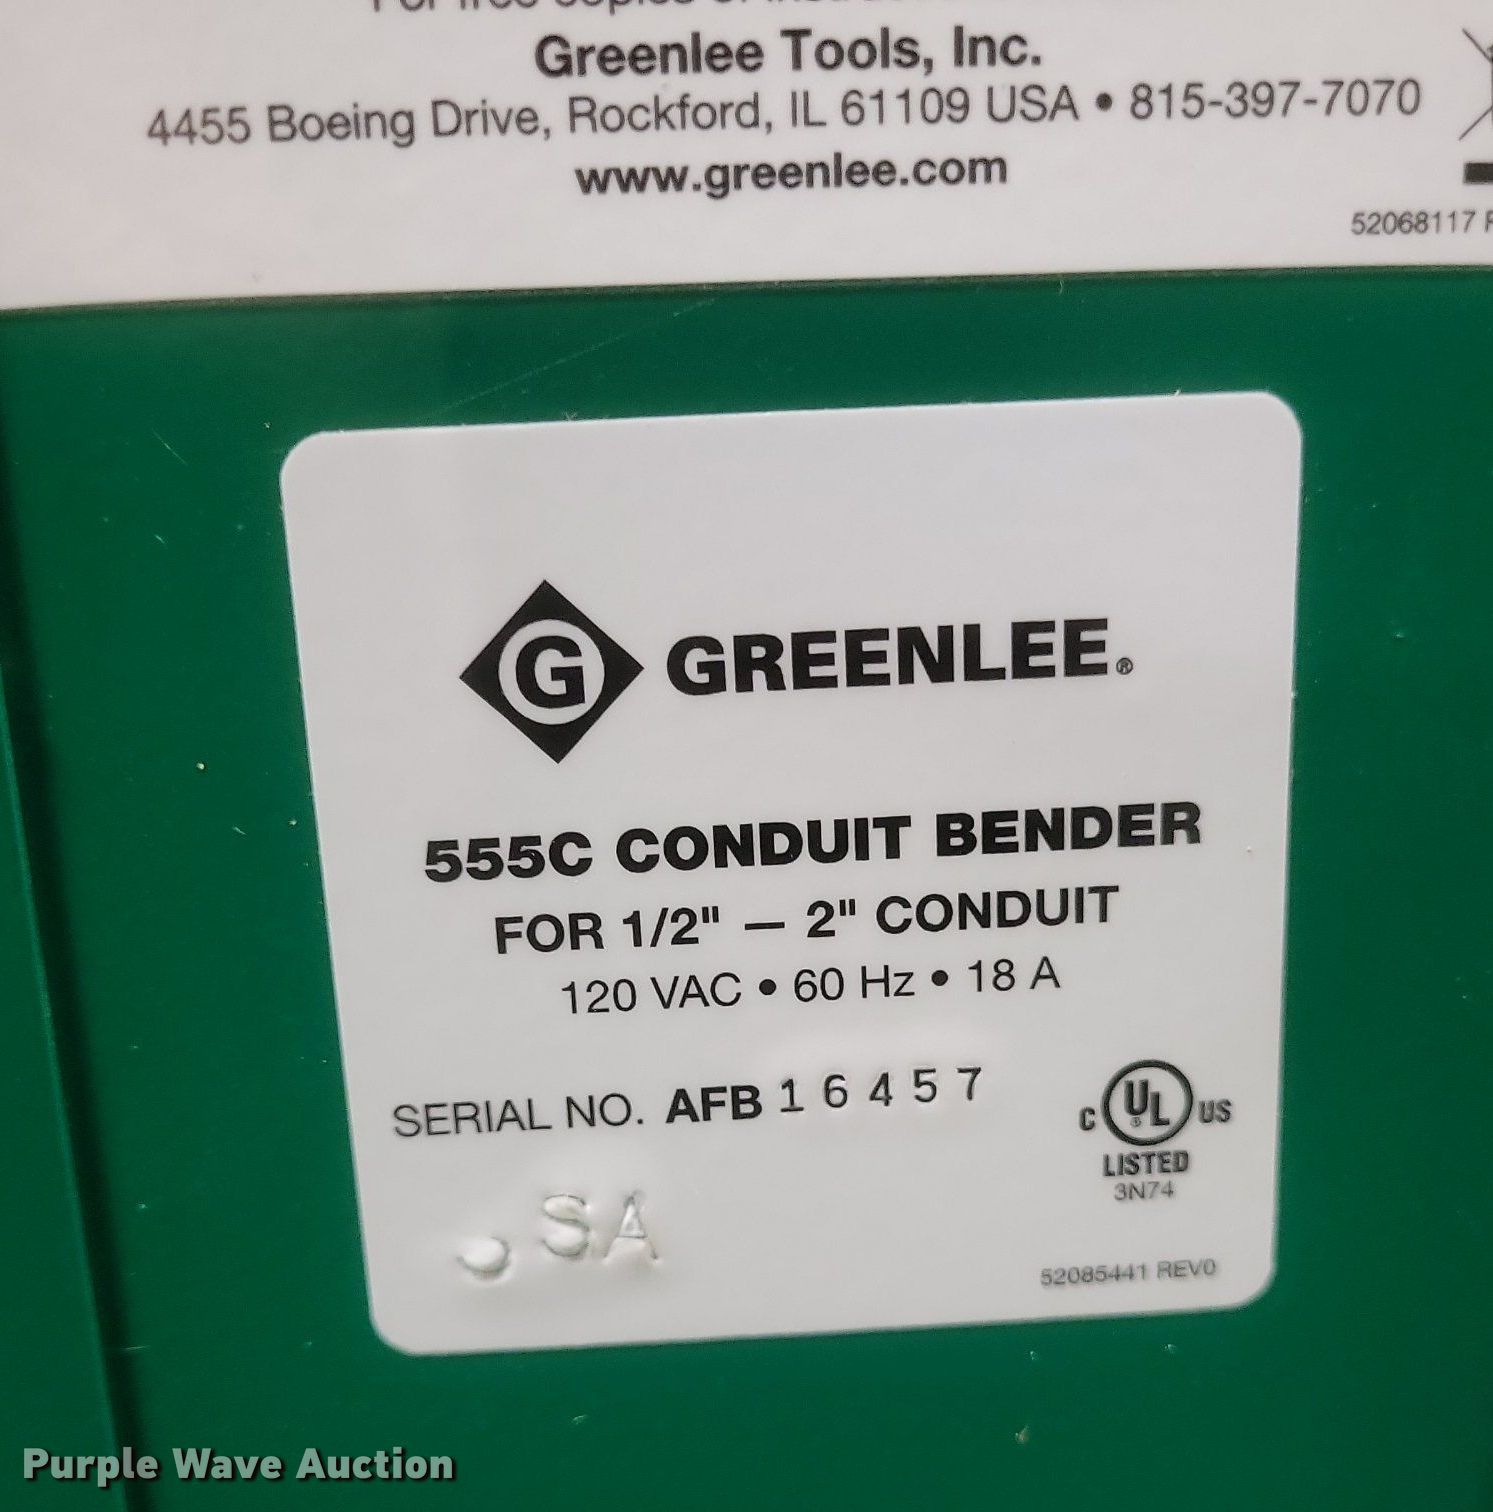 Greenlee Tools, Inc.
4455 Boeing Drive, Rockford, IL 61109 USA • 815-397-7070
www.greenlee.com
52068117
G GREENLEE®
555C CONDUIT BENDER
FOR 1/2" — 2" CONDUIT
120 VAC • 60 Hz • 18 A
SERIAL NO. AFB 16457
C UL® US
LISTED
3N74
SA
52085441 REV0
Purple Wave Auction